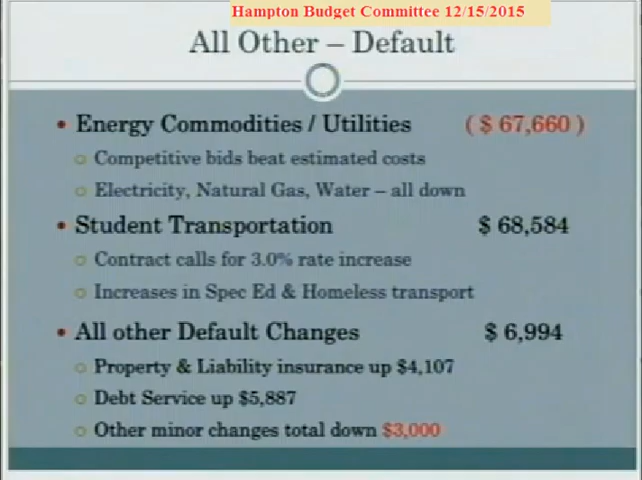 Hampton Budget Committee 12/15/2015
All Other – Default
• Energy Commodities / Utilities ( $ 67,660 )
○ Competitive bids beat estimated costs
○ Electricity, Natural Gas, Water – all down
• Student Transportation $ 68,584
○ Contract calls for 3.0% rate increase
○ Increases in Spec Ed & Homeless transport
• All other Default Changes $ 6,994
○ Property & Liability insurance up $4,107
○ Debt Service up $5,887
○ Other minor changes total down $3,000